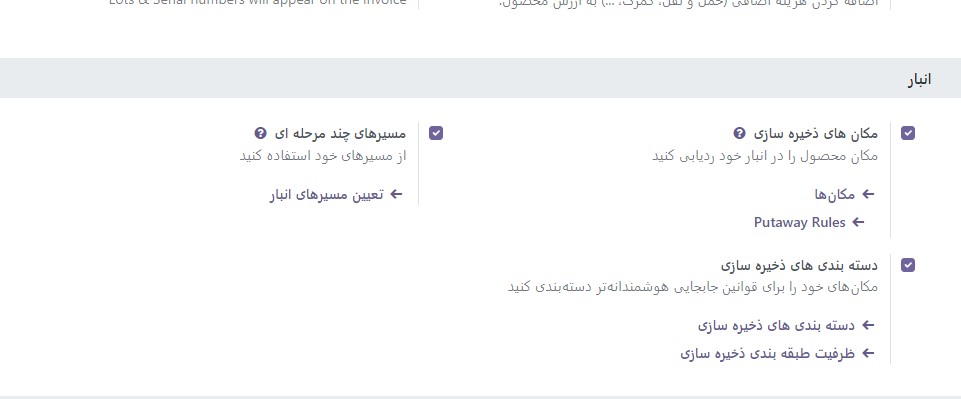 اضافه کردن هزینه اضافی (حمل و نقل، گمرک، ...) به ارزش محصول.
Lots & Serial numbers will appear on the invoice
انبار
مکان های ذخیره سازی
مکان محصول را در انبار خود ردیابی کنید
مکان‌ها
Putaway Rules
مسیرهای چند مرحله ای
از مسیرهای خود استفاده کنید
تعیین مسیرهای انبار
دسته بندی های ذخیره سازی
مکان‌های خود را برای قوانین جابجایی هوشمندانه‌تر دسته‌بندی کنید
دسته بندی های ذخیره سازی
ظرفیت طبقه بندی ذخیره سازی